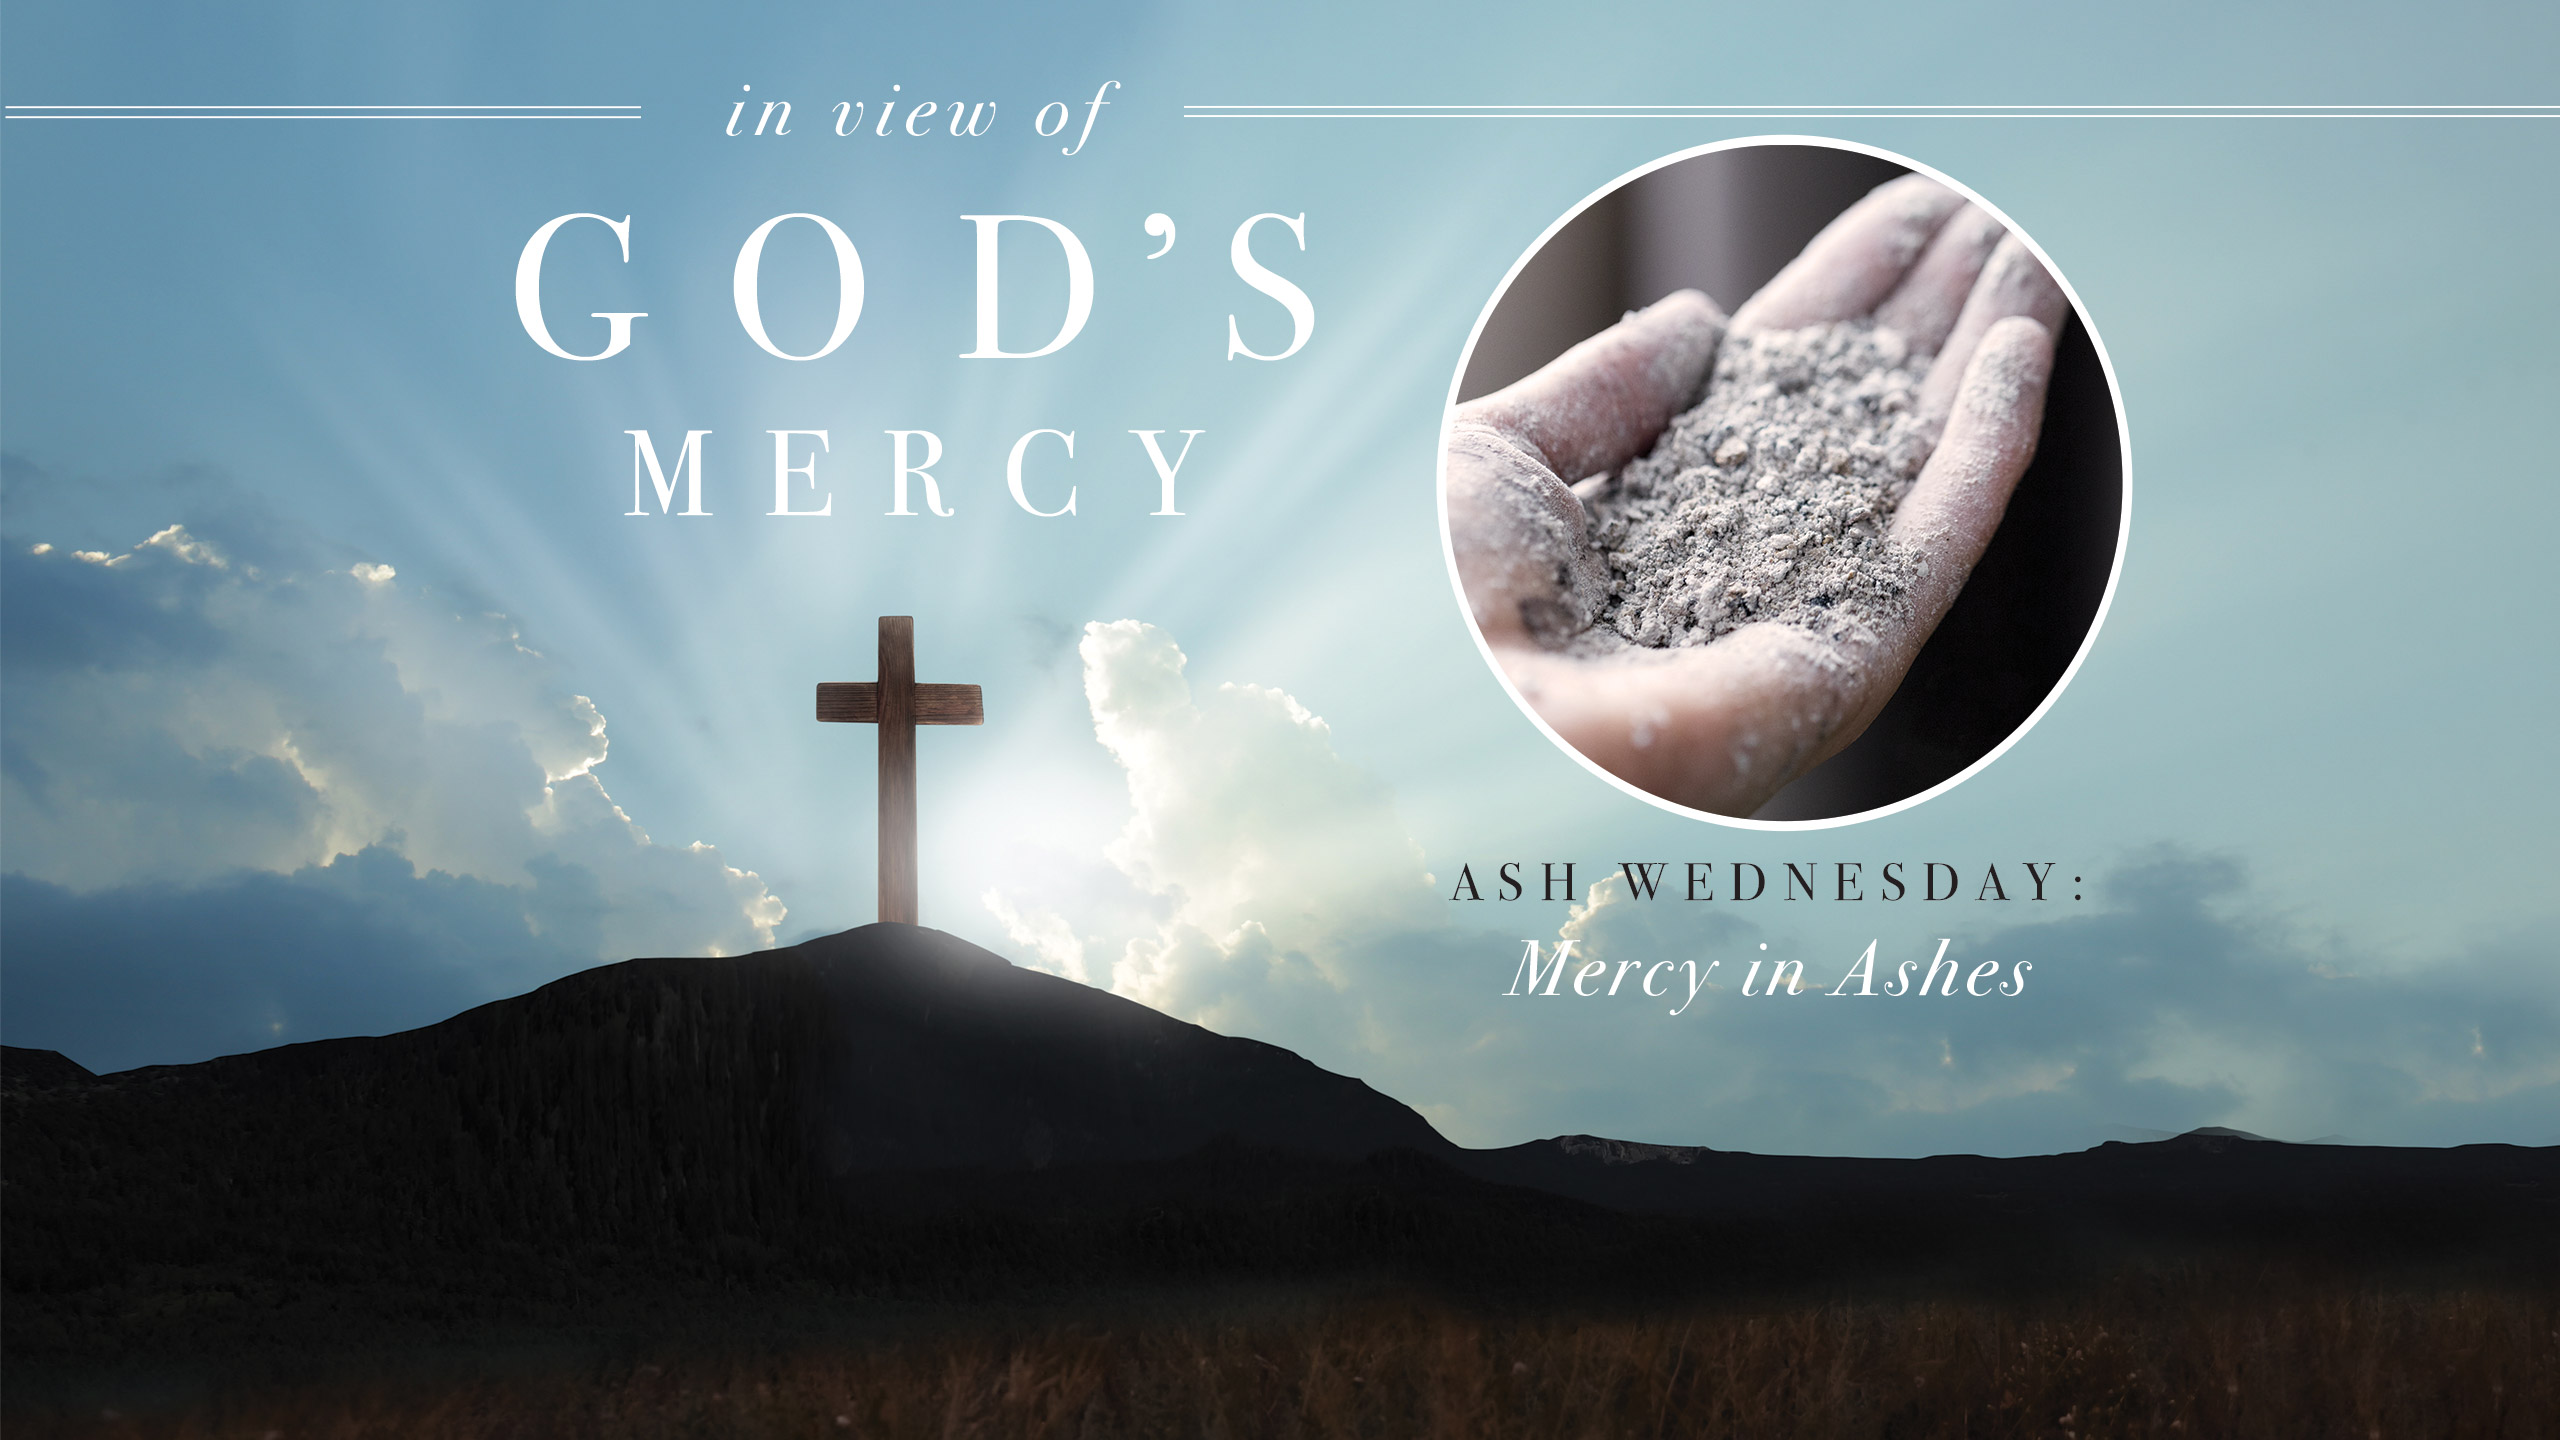 in view of
GOD’S
MERCY
ASH WEDNESDAY:
Mercy in Ashes